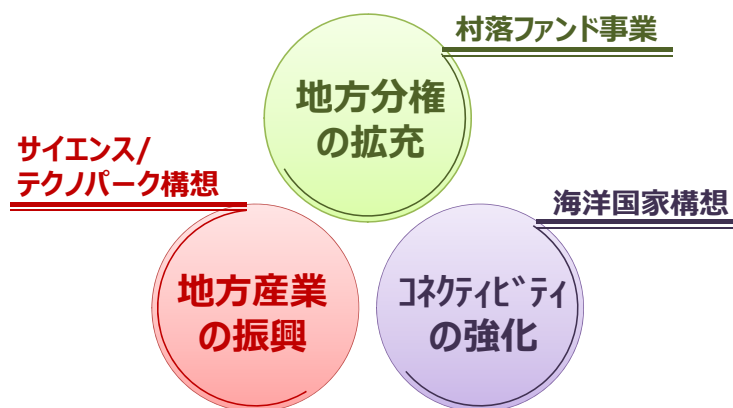 村落ファンド事業
地方分権
の拡充
サイエンス/
テクノパーク構想
海洋国家構想
地方産業
の振興
ｺﾈｸﾃｨﾋﾞﾃｨ
の強化